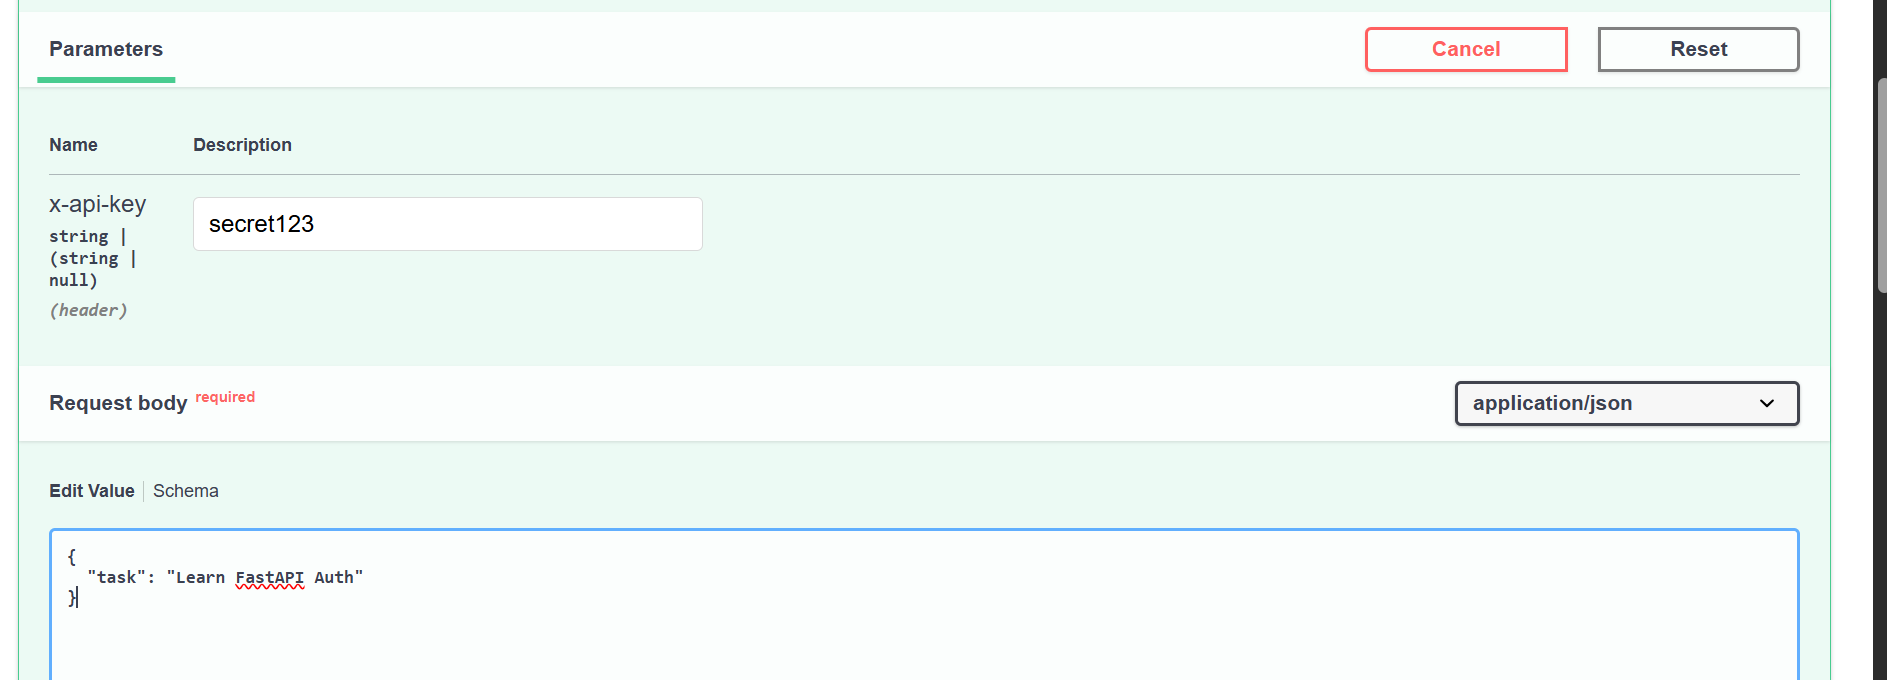 Parameters
Cancel
Reset
Name
Description
x-api-key
string |
(string |
null)
(header)
secret123
Request body required
application/json
Edit Value
Schema
{
"task": "Learn FastAPI Auth"
}